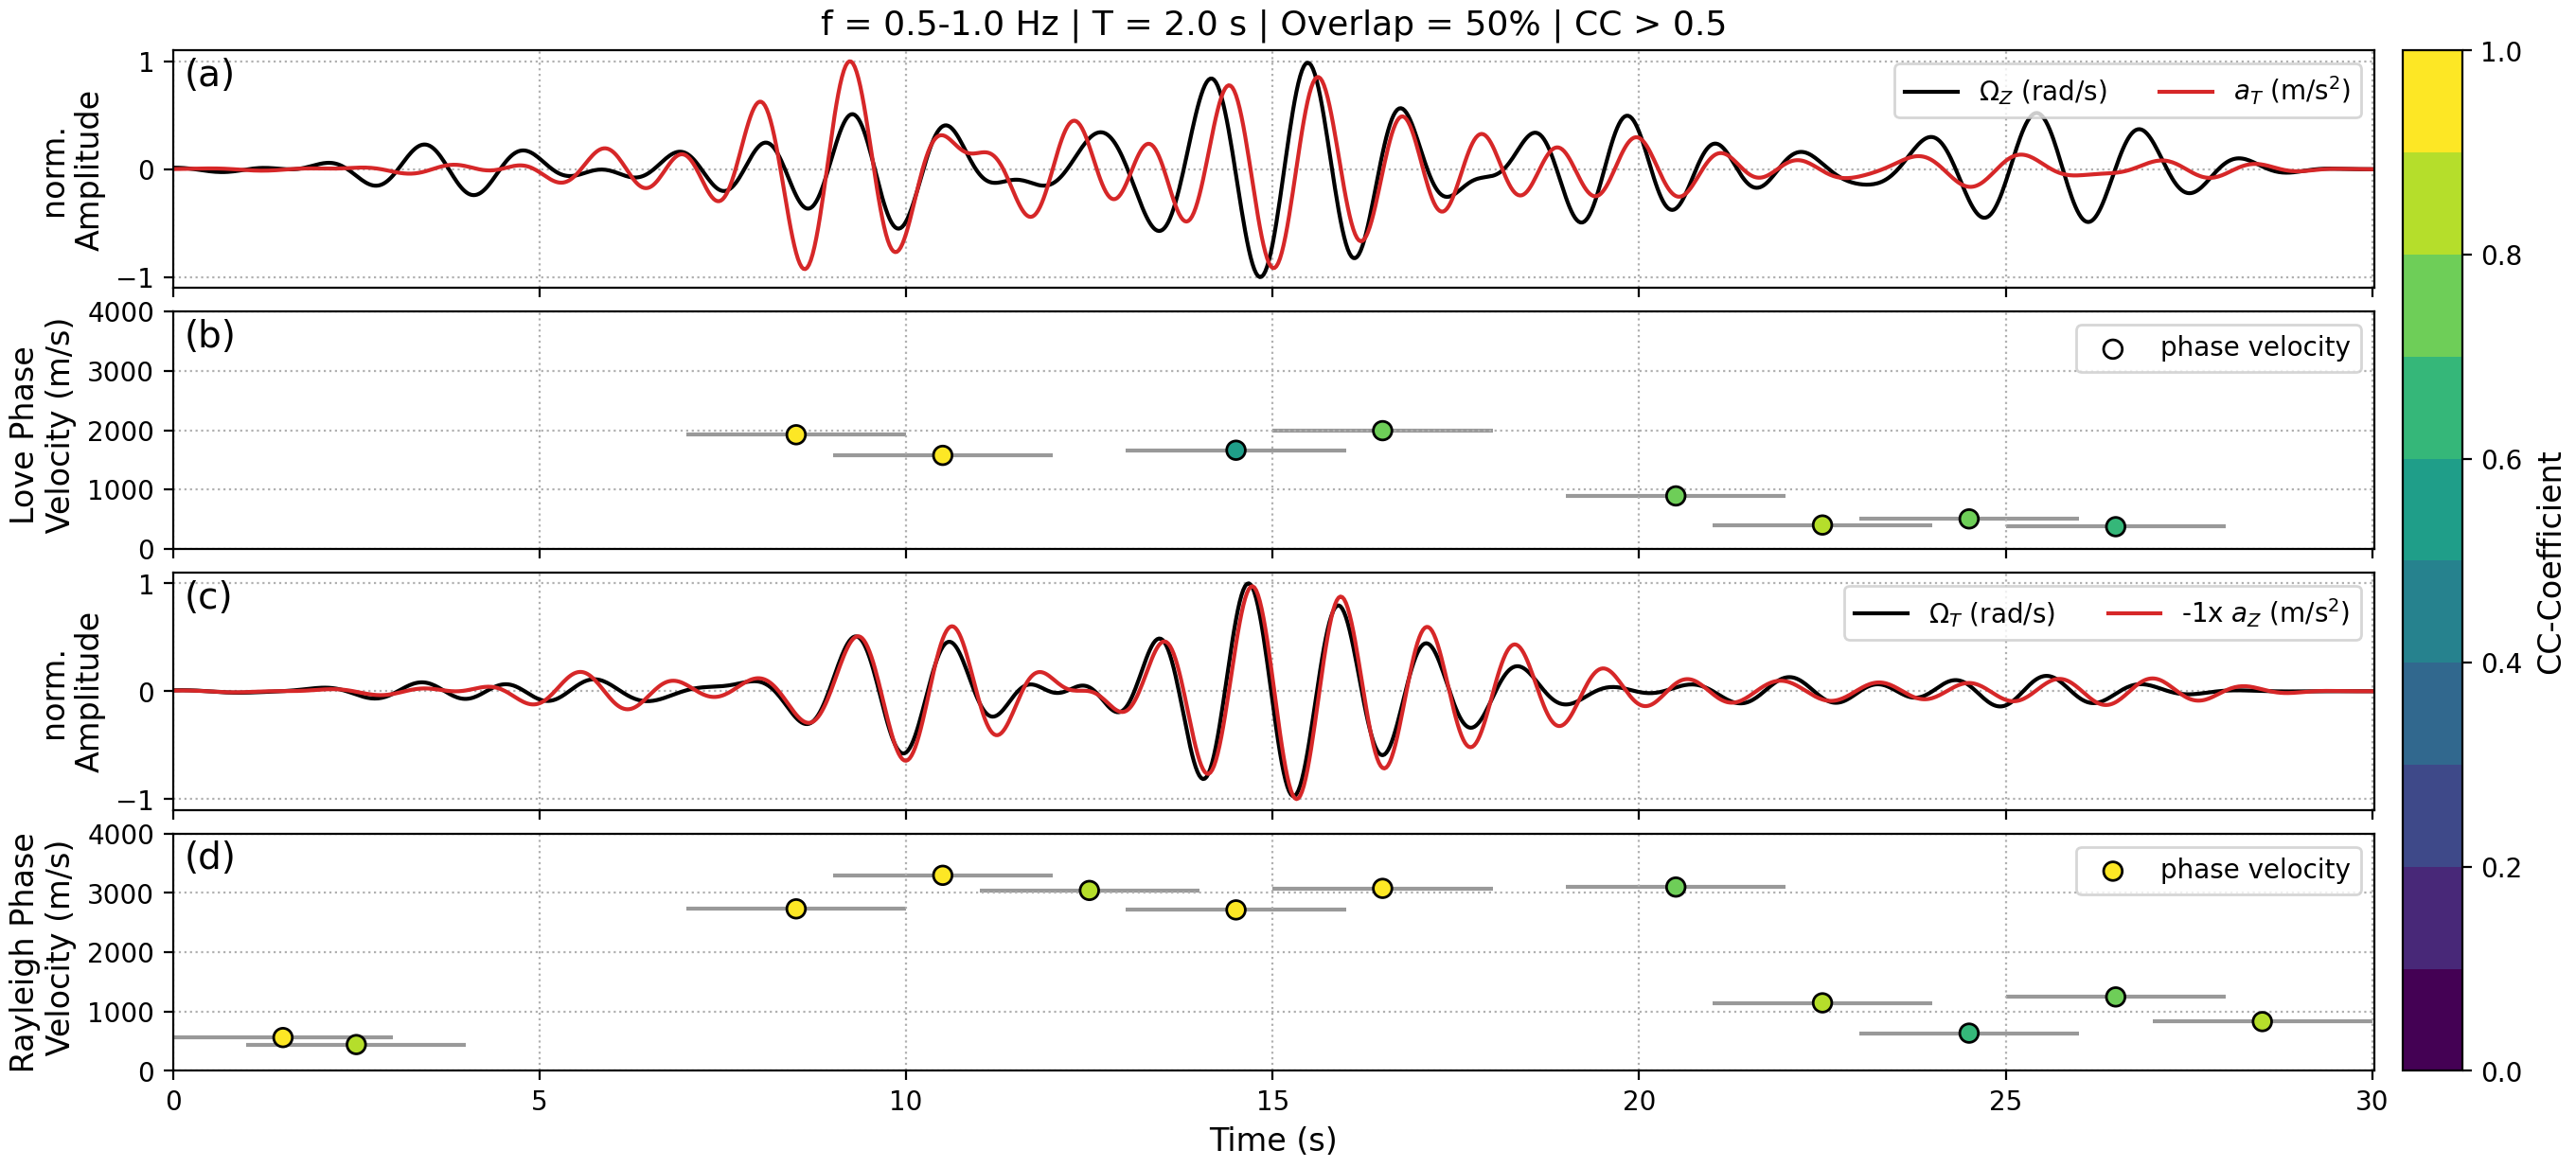 f = 0.5-1.0 Hz | T = 2.0 s | Overlap = 50% | CC > 0.5
(a)
norm.
Amplitude
1
0
−1
Ω_Z (rad/s)
a_T (m/s²)
(b)
Love Phase
Velocity (m/s)
4000
3000
2000
1000
0
phase velocity
(c)
norm.
Amplitude
1
0
−1
Ω_T (rad/s)
-1x a_Z (m/s²)
(d)
Rayleigh Phase
Velocity (m/s)
4000
3000
2000
1000
0
phase velocity
0
5
10
15
20
25
30
Time (s)
1.0
0.8
0.6
0.4
0.2
0.0
CC-Coefficient